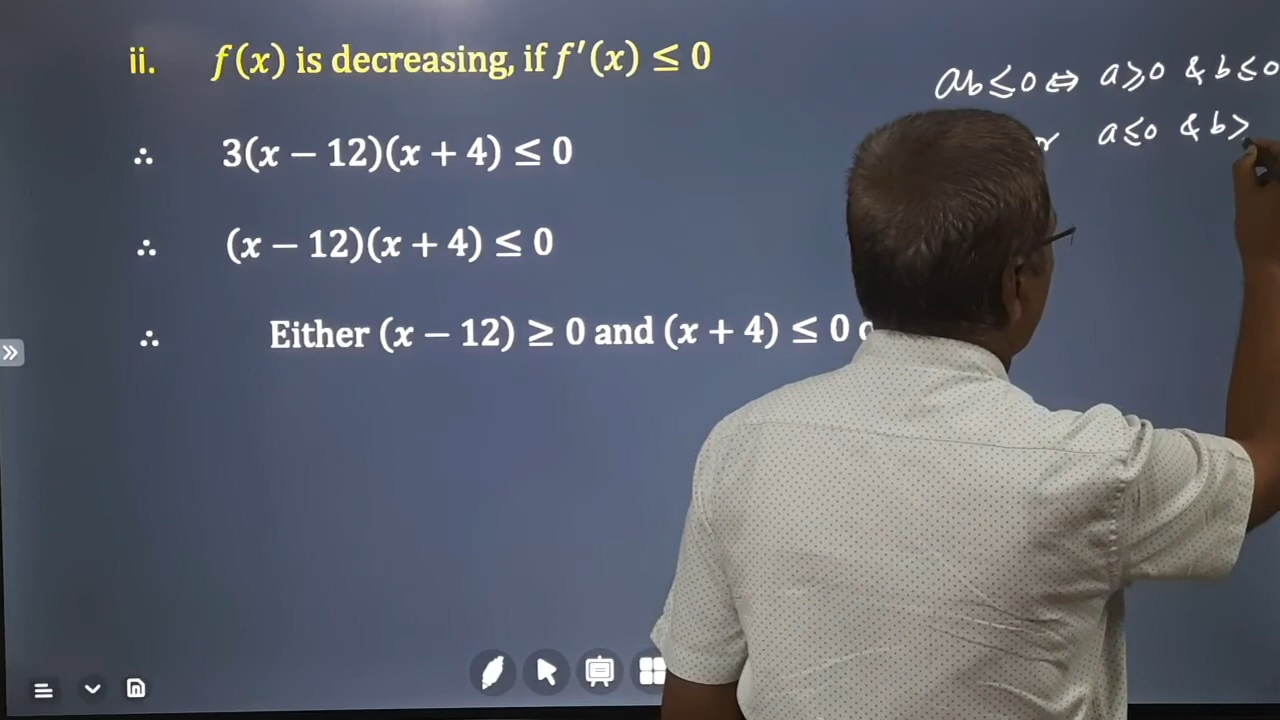 ii. f(x) is decreasing, if f'(x) ≤ 0
ab ≤ 0 ⇔ a ≥ 0 & b ≤ 0
a ≤ 0 & b >
∴ 3(x − 12)(x + 4) ≤ 0
∴ (x − 12)(x + 4) ≤ 0
∴ Either (x − 12) ≥ 0 and (x + 4) ≤ 0